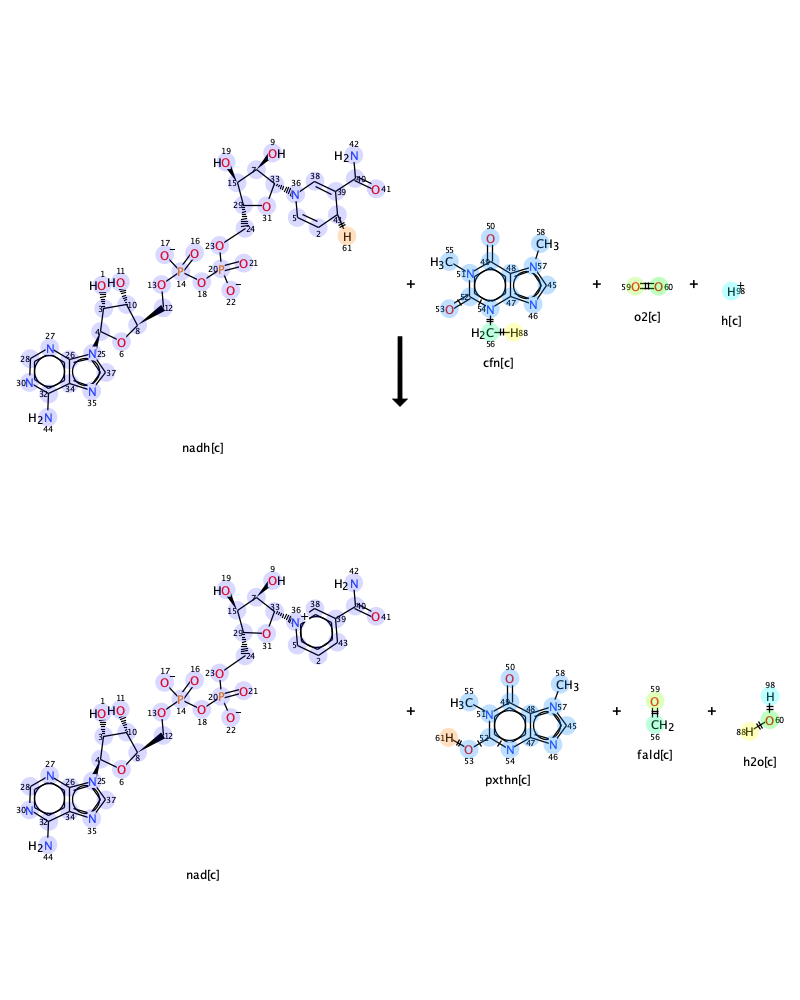 42
9
19
H₂N
OH
HO
7
40
38
33
36
15
39
O 41
N
29
O
31
43
5
H
61
2
24
23
O
17
16
O⁻
O
20
P
O 21
P
14
13 O
O
18
O⁻
22
1
11
HO
HO
10
3
12
4
8
O
6
27
N
25
N
26
28
37
30 N
34
N
35
32
H₂N
44
nadh[c]
+
50
O
58
CH₃
55
H₃C
49
48
N 57
51 N
45
52
47
N
46
53 O
54
N
H₂C
H 88
56
cfn[c]
+
59 O
O 60
o2[c]
+
H⁺
98
h[c]
42
9
19
H₂N
OH
HO
7
40
38
33
36
15
39
O 41
N
+
29
O
31
43
5
2
24
23
O
17
16
O⁻
O
20
P
O 21
P
14
13 O
O
18
O⁻
22
1
11
HO
HO
10
3
12
4
8
O
6
27
N
25
N
26
28
37
30 N
34
N
35
32
H₂N
44
nad[c]
+
50
O
58
CH₃
55
H₃C
49
48
N 57
51 N
45
52
47
N
46
61 H
O
53
N
54
pxthn[c]
+
59
O
CH₂
56
fald[c]
+
98
H
O 60
88 H
h2o[c]